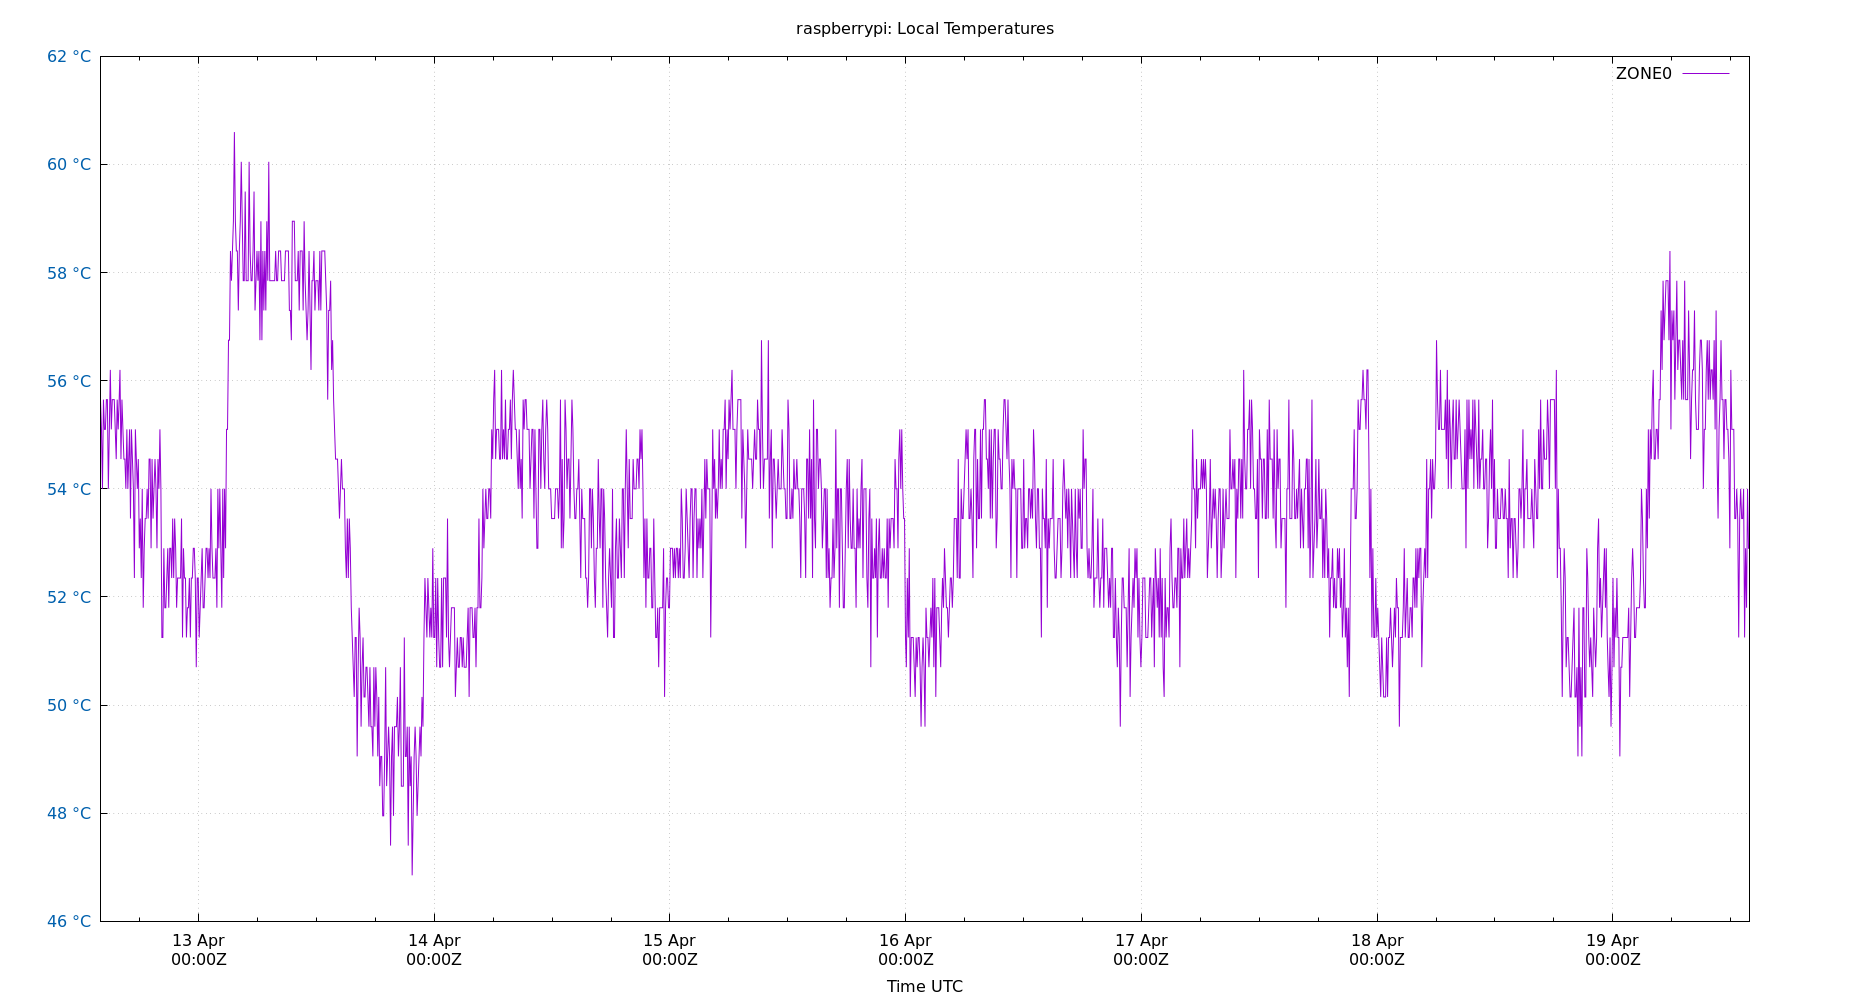 raspberrypi: Local Temperatures
62 °C
ZONE0
60 °C
58 °C
56 °C
54 °C
52 °C
50 °C
48 °C
46 °C
13 Apr 14 Apr 15 Apr 16 Apr 17 Apr 18 Apr 19 Apr
00:00Z 00:00Z 00:00Z 00:00Z 00:00Z 00:00Z 00:00Z
Time UTC